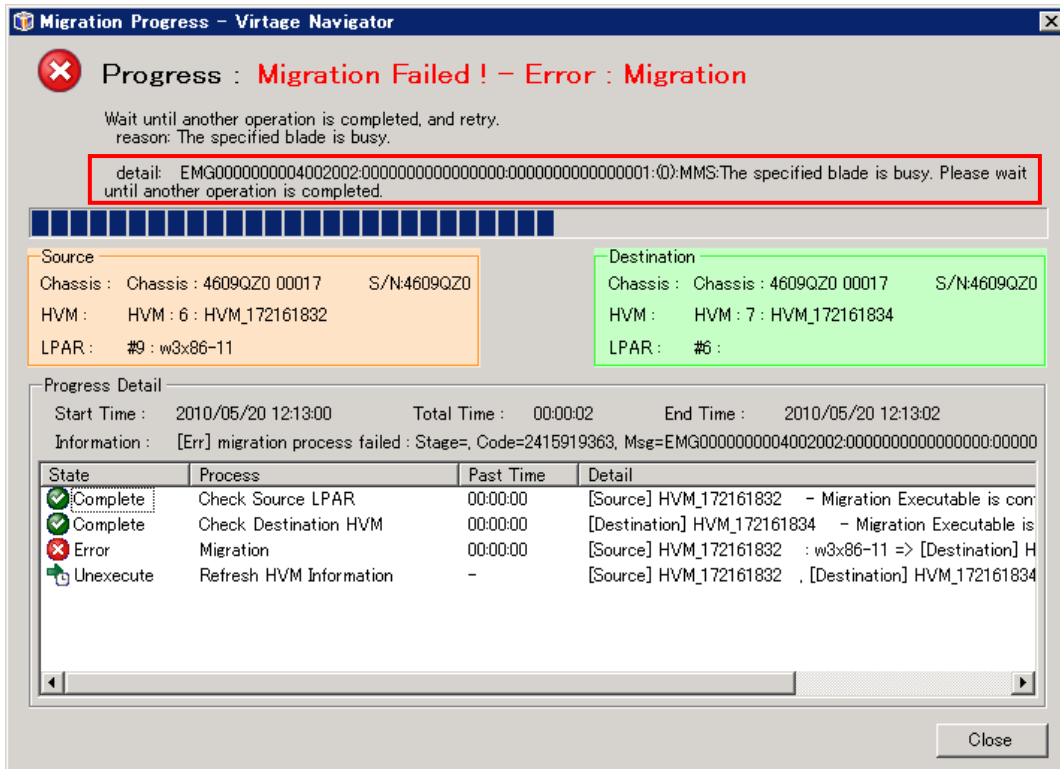 Migration Progress - Virtage Navigator
Progress : Migration Failed ! - Error : Migration
Wait until another operation is completed, and retry.
reason: The specified blade is busy.
detail: EMG0000000004002002:0000000000000000:0000000000000001:(0):MMS:The specified blade is busy. Please wait
until another operation is completed.
Source
Chassis : Chassis : 4609QZ0 00017 S/N:4609QZ0
HVM : HVM : 6 : HVM_172161832
LPAR : #9 : w3x86-11
Destination
Chassis : Chassis : 4609QZ0 00017 S/N:4609QZ0
HVM : HVM : 7 : HVM_172161834
LPAR : #6 :
Progress Detail
Start Time : 2010/05/20 12:13:00 Total Time : 00:00:02 End Time : 2010/05/20 12:13:02
Information : [Err] migration process failed : Stage=, Code=2415919363, Msg=EMG0000000004002002:0000000000000000:00000
State Process Past Time Detail
Complete Check Source LPAR 00:00:00 [Source] HVM_172161832 - Migration Executable is con
Complete Check Destination HVM 00:00:00 [Destination] HVM_172161834 - Migration Executable is
Error Migration 00:00:00 [Source] HVM_172161832 : w3x86-11 => [Destination] H
Unexecute Refresh HVM Information - [Source] HVM_172161832 , [Destination] HVM_172161834
Close